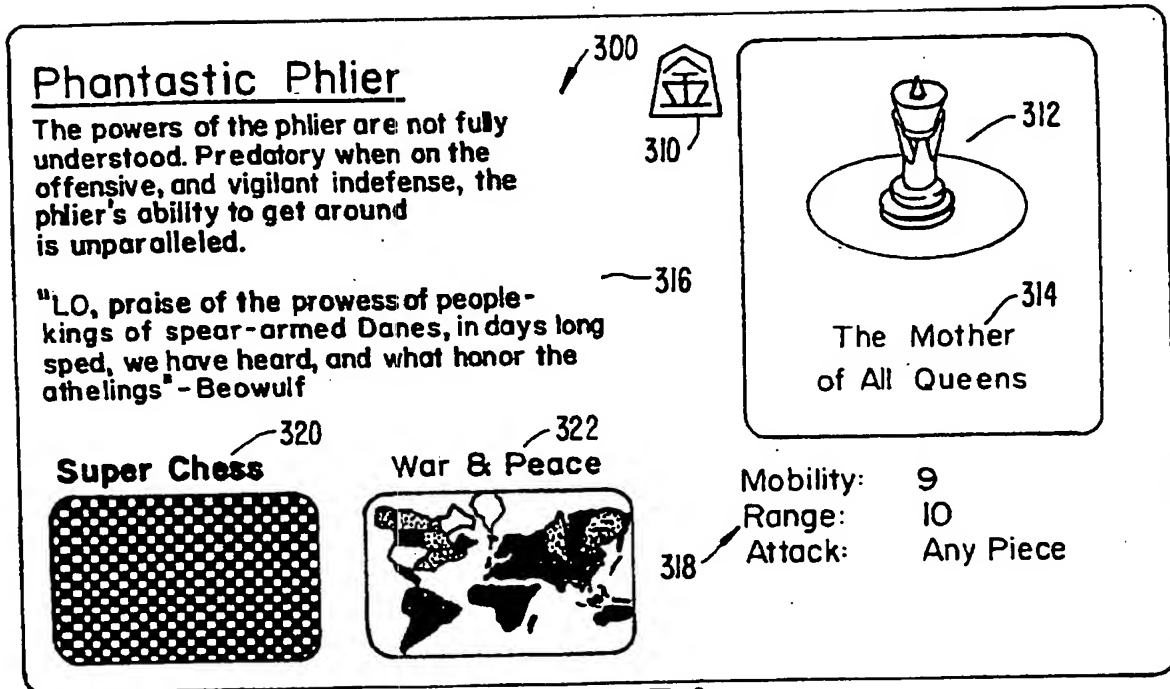 Phantastic Phlier
300
The powers of the phlier are not fully
understood. Predatory when on the
offensive, and vigilant indefense, the
phlier's ability to get around
is unparalleled.
316
"LO, praise of the prowess of people-
kings of spear-armed Danes, in days long
sped, we have heard, and what honor the
athelings" - Beowulf
310
312
314
The Mother
of All Queens
320
Super Chess
322
War & Peace
Mobility: 9
Range: 10
Attack: Any Piece
318